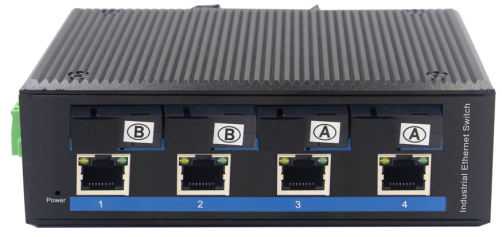 B B A A
Power 1 2 3 4
Industrial Ethernet Switch